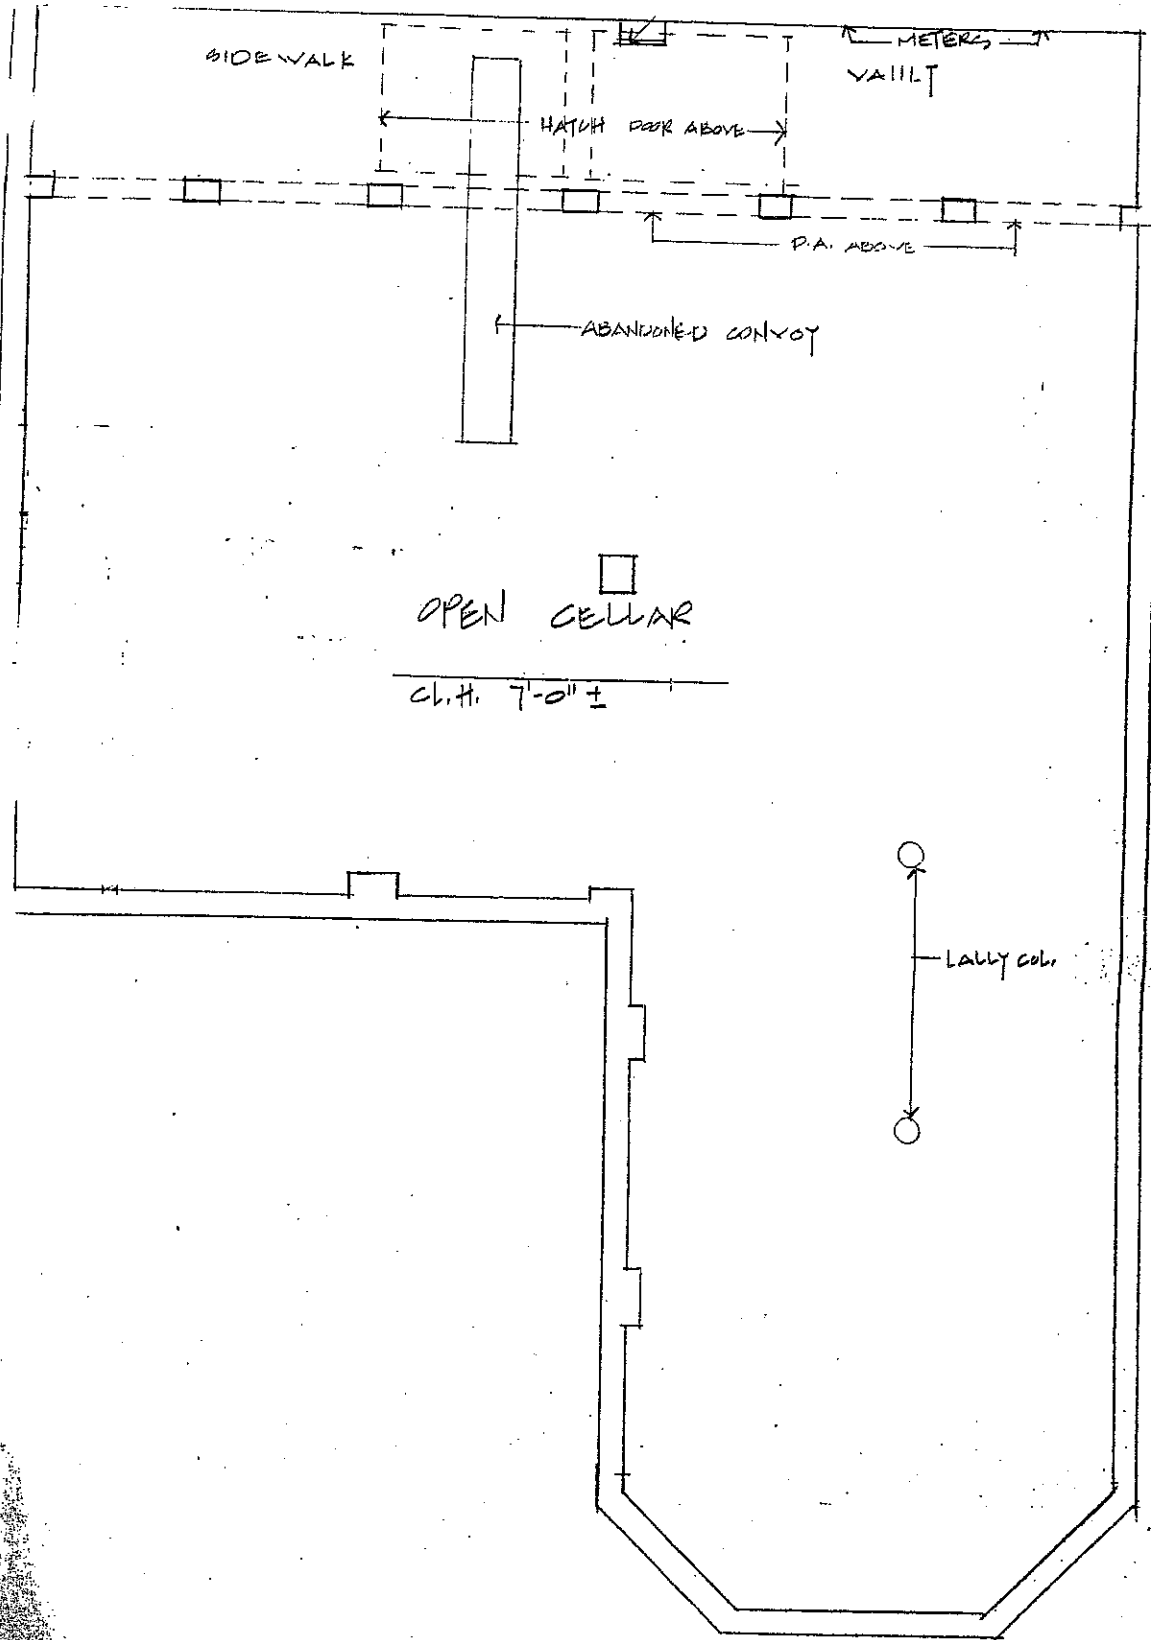 SIDEWALK
METERS
VAULT
HATCH DOOR ABOVE
D.A. ABOVE
ABANDONED CONVOY
OPEN CELLAR
CL.H. 7'-0" ±
LALLY COL.